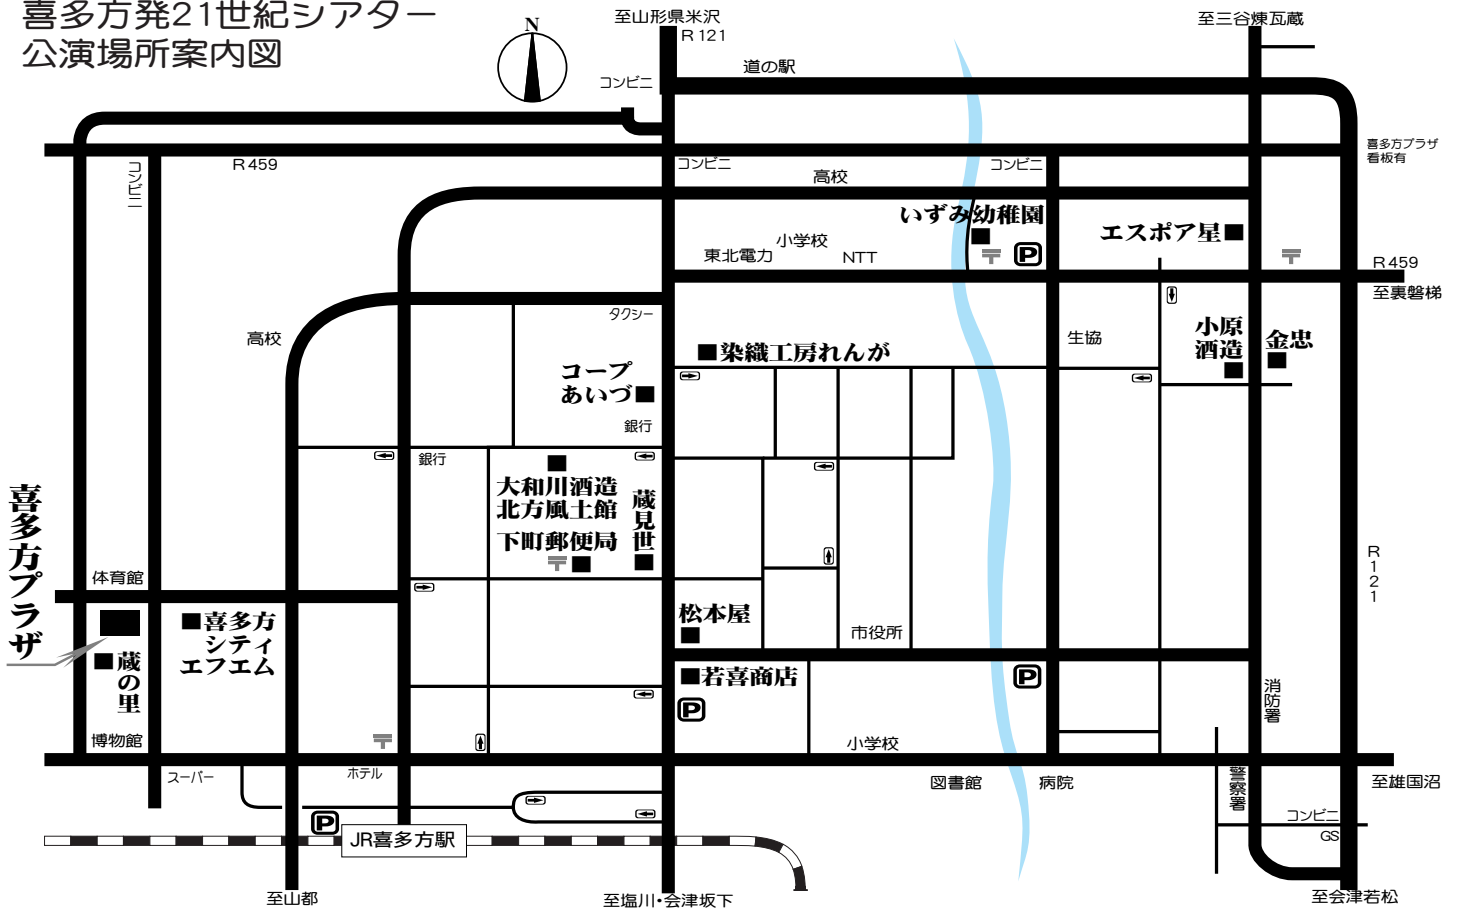 喜多方発21世紀シアター
公演場所案内図
N
至山形県米沢
R 121
至三谷煉瓦蔵
コンビニ
道の駅
喜多方プラザ
看板有
コンビニ
R 459
コンビニ
コンビニ
高校
いずみ幼稚園
エスポア星
小学校
東北電力
NTT
〒
P
〒
R 459
至裏磐梯
タクシー
高校
生協
小原
酒造
金忠
染織工房れんが
コープ
あいづ
銀行
銀行
大和川酒造
北方風土館
下町郵便局
〒
蔵見世
喜多方プラザ
体育館
R121
松本屋
市役所
喜多方
シティ
エフエム
蔵の里
若喜商店
P
P
消防署
博物館
〒
小学校
スーパー
ホテル
図書館
病院
警察署
至雄国沼
コンビニ
GS
P
JR喜多方駅
至山都
至塩川・会津坂下
至会津若松